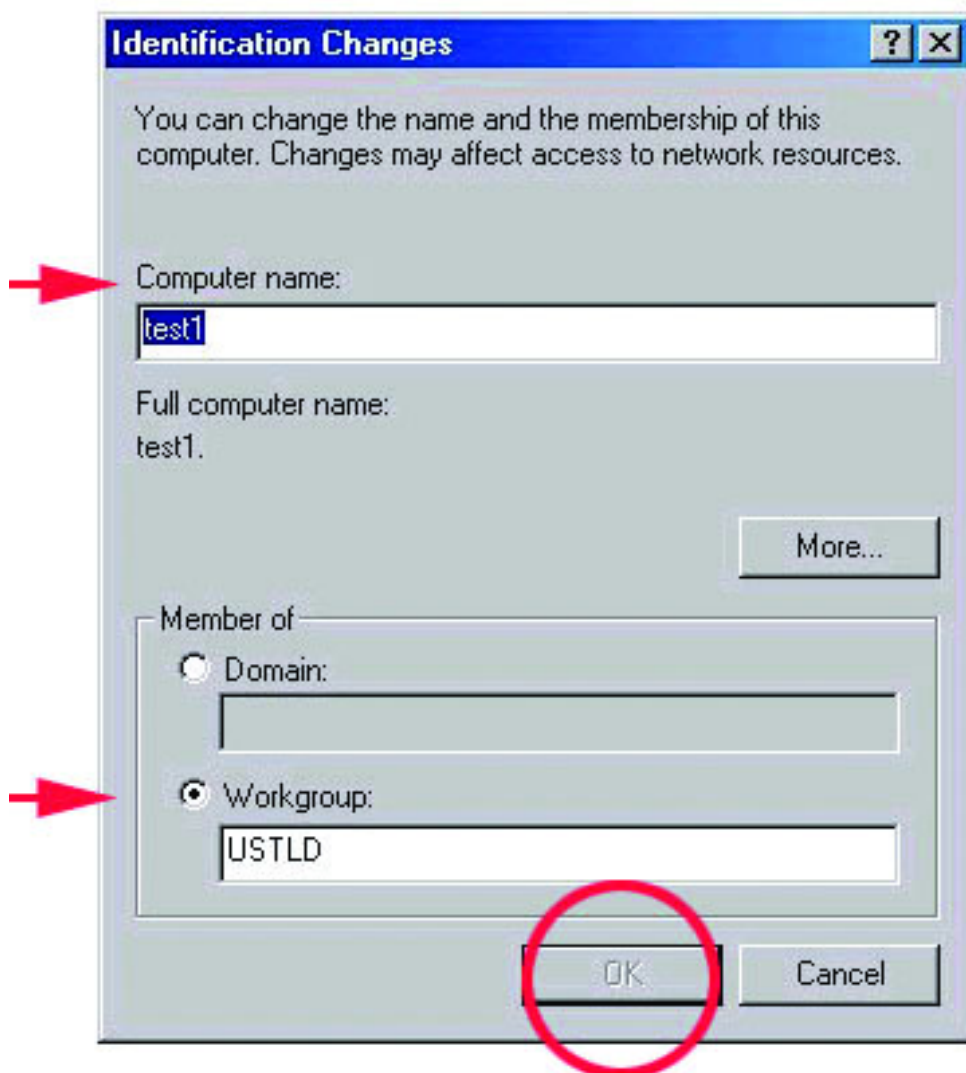 Identification Changes
You can change the name and the membership of this
computer. Changes may affect access to network resources.
Computer name:
test1
Full computer name:
test1.
More...
Member of
Domain:
Workgroup:
USTLD
OK
Cancel